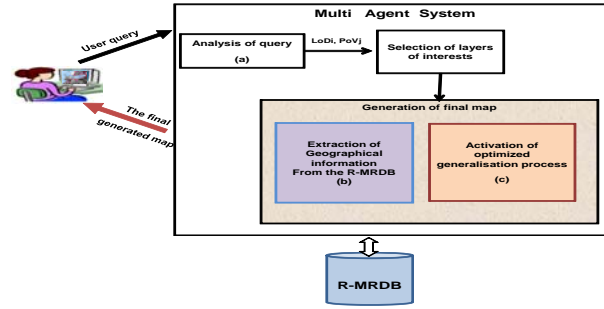 Multi Agent System
User query
Analysis of query
(a)
LoDi, PoVj
Selection of layers
of interests
The final
generated map
Generation of final map
Extraction of
Geographical
information
From the R-MRDB
(b)
Activation of
optimized
generalisation process
(c)
R-MRDB